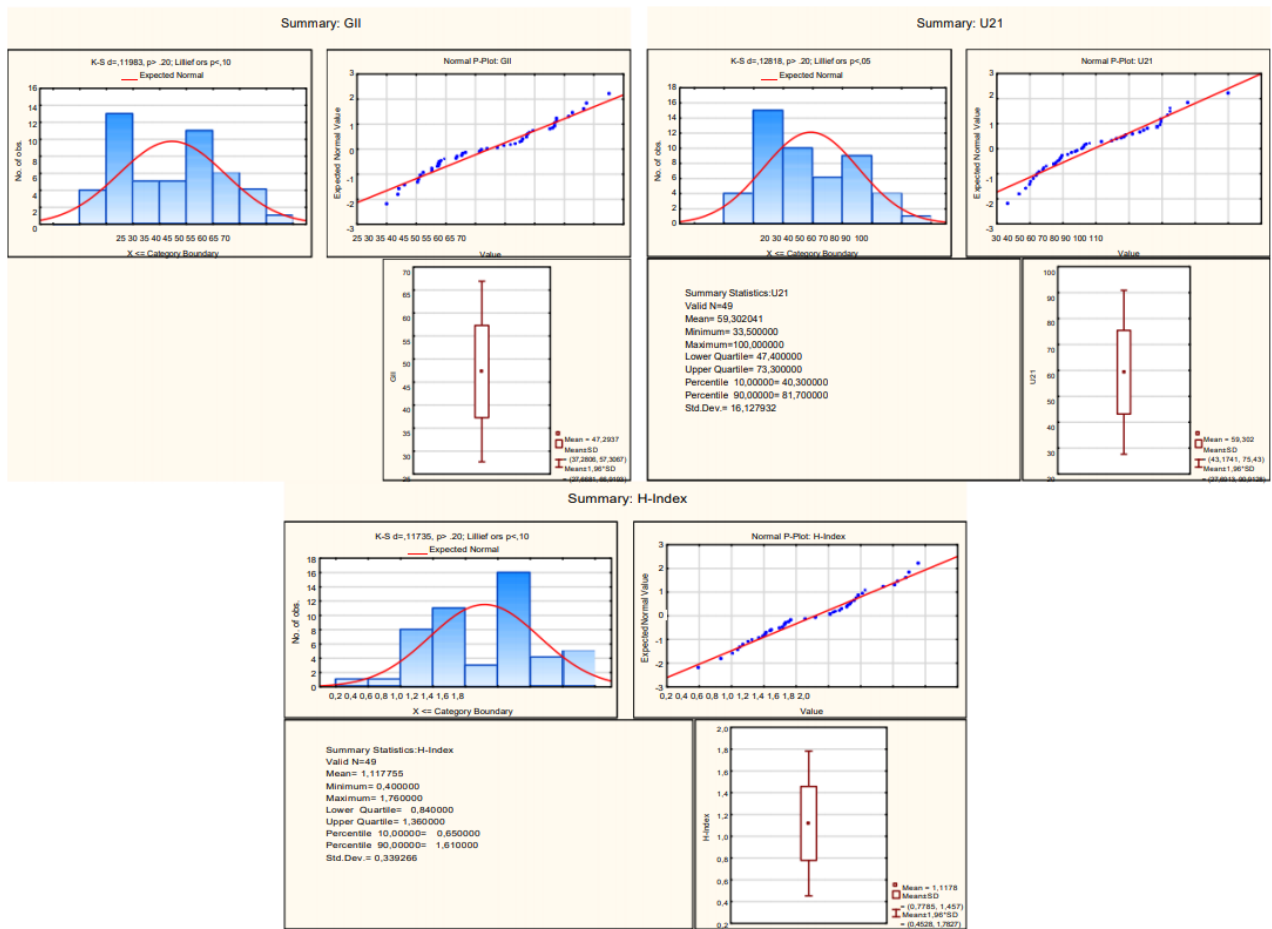 Summary: GII
K-S d=,11983, p> .20; Lillief ors p<,10
Expected Normal
16
14
12
10
8
6
4
2
0
No. of obs.
25 30 35 40 45 50 55 60 65 70
X <= Category Boundary
Normal P-Plot: GII
3
2
1
0
-1
-2
-3
Expected Normal Value
25 30 35 40 45 50 55 60 65 70
Value
70
65
60
55
50
45
40
35
30
25
GII
Mean = 47,2937
Mean±SD
= (37,2806, 57,3067)
Mean±1,96*SD
Summary: U21
K-S d=,12818, p> .20; Lillief ors p<,05
Expected Normal
18
16
14
12
10
8
6
4
2
0
No. of obs.
20 30 40 50 60 70 80 90 100
X <= Category Boundary
Normal P-Plot: U21
3
2
1
0
-1
-2
-3
Expected Normal Value
30 40 50 60 70 80 90 100 110
Value
Summary Statistics:U21
Valid N=49
Mean= 59,302041
Minimum= 33,500000
Maximum=100,000000
Lower Quartile= 47,400000
Upper Quartile= 73,300000
Percentile 10,00000= 40,300000
Percentile 90,00000= 81,700000
Std.Dev.= 16,127932
100
90
80
70
60
50
40
30
20
U21
Mean = 59,302
Mean±SD
= (43,1741, 75,43)
Mean±1,96*SD
Summary: H-Index
K-S d=,11735, p> .20; Lillief ors p<,10
Expected Normal
18
16
14
12
10
8
6
4
2
0
No. of obs.
0,2 0,4 0,6 0,8 1,0 1,2 1,4 1,6 1,8
X <= Category Boundary
Normal P-Plot: H-Index
3
2
1
0
-1
-2
-3
Expected Normal Value
0,2 0,4 0,6 0,8 1,0 1,2 1,4 1,6 1,8 2,0
Value
Summary Statistics:H-Index
Valid N=49
Mean= 1,117755
Minimum= 0,400000
Maximum= 1,760000
Lower Quartile= 0,840000
Upper Quartile= 1,360000
Percentile 10,00000= 0,650000
Percentile 90,00000= 1,610000
Std.Dev.= 0,339266
2,0
1,8
1,6
1,4
1,2
1,0
0,8
0,6
0,4
0,2
H-Index
Mean = 1,1178
Mean±SD
= (0,7785, 1,457)
Mean±1,96*SD
= (0,4528, 1,7827)